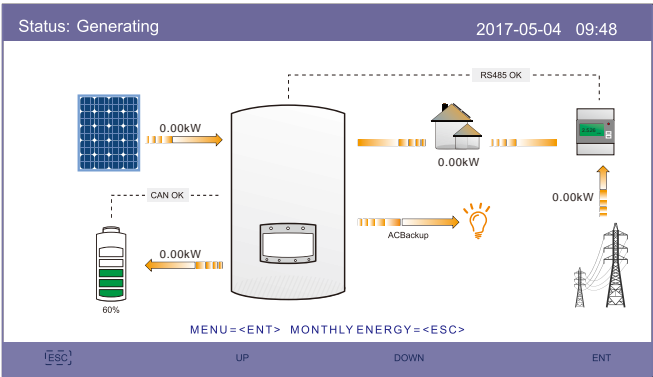 Status: Generating
2017-05-04 09:48
RS485 OK
0.00kW
0.00kW
CAN OK
0.00kW
ACBackup
0.00kW
60%
MENU=<ENT> MONTHLY ENERGY=<ESC>
ESC
UP
DOWN
ENT